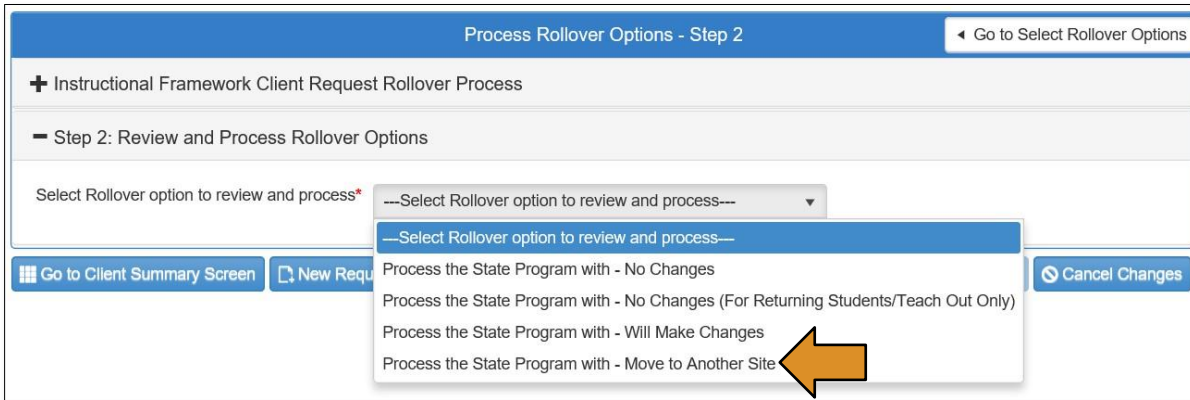 Process Rollover Options - Step 2
Go to Select Rollover Options
Instructional Framework Client Request Rollover Process
Step 2: Review and Process Rollover Options
Select Rollover option to review and process*
---Select Rollover option to review and process---
---Select Rollover option to review and process---
Process the State Program with - No Changes
Process the State Program with - No Changes (For Returning Students/Teach Out Only)
Process the State Program with - Will Make Changes
Process the State Program with - Move to Another Site
Go to Client Summary Screen
New Requ
Cancel Changes